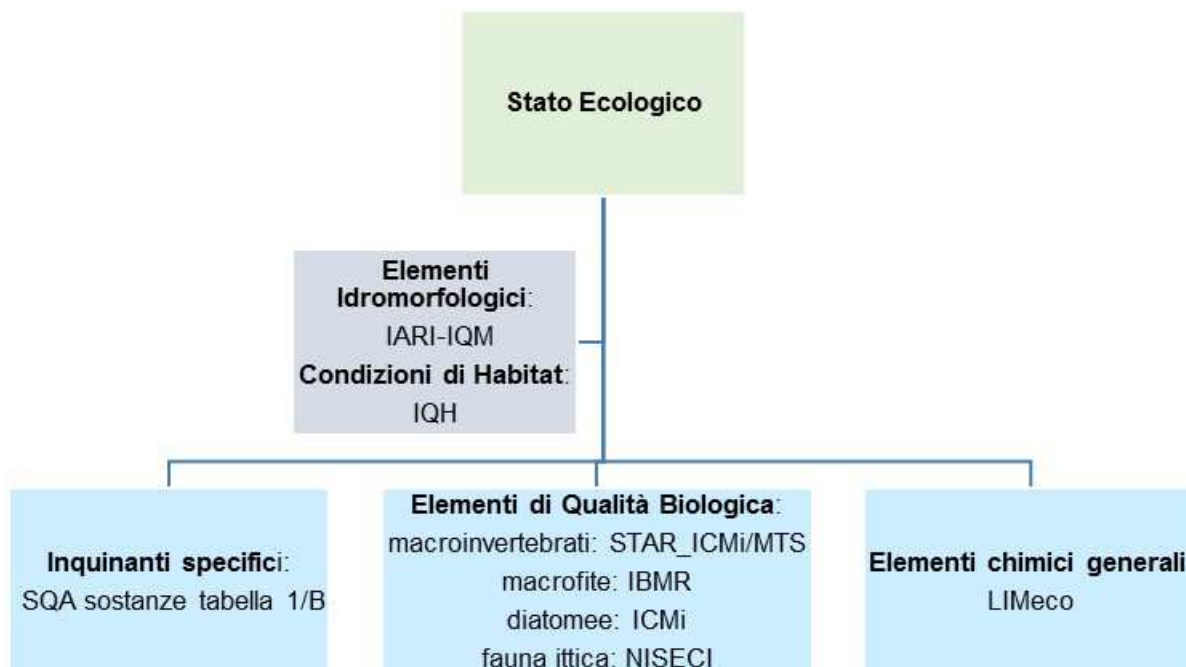 Stato Ecologico
Elementi
Idromorfologici:
IARI-IQM
Condizioni di Habitat:
IQH
Inquinanti specifici:
SQA sostanze tabella 1/B
Elementi di Qualità Biologica:
macroinvertebrati: STAR_ICMi/MTS
macrofite: IBMR
diatomee: ICMi
fauna ittica: NISECI
Elementi chimici generali
LIMeco